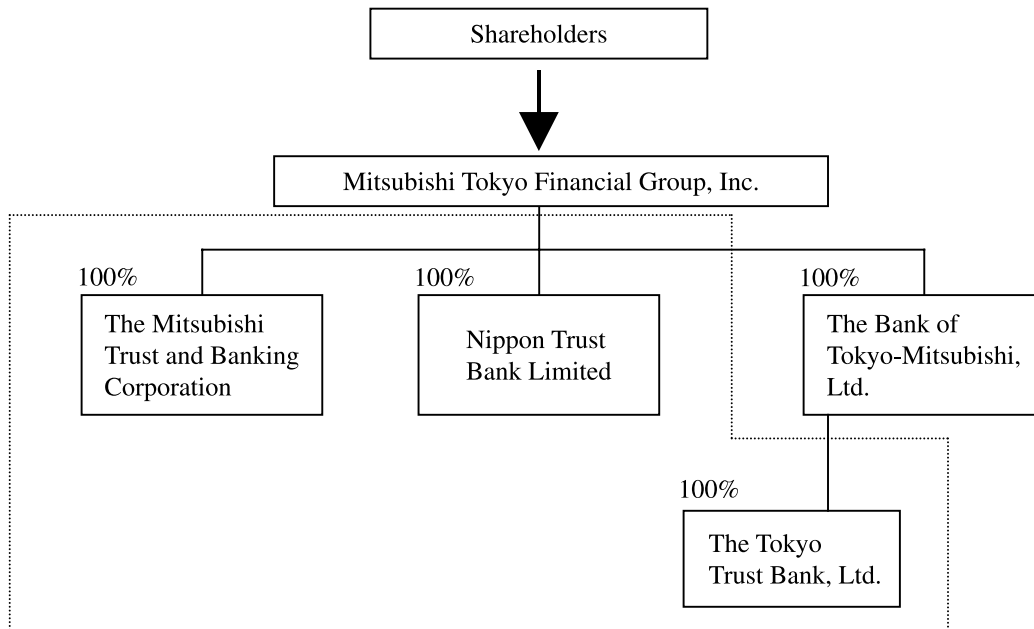 Shareholders
Mitsubishi Tokyo Financial Group, Inc.
100%
The Mitsubishi
Trust and Banking
Corporation
100%
Nippon Trust
Bank Limited
100%
The Bank of
Tokyo-Mitsubishi,
Ltd.
100%
The Tokyo
Trust Bank, Ltd.